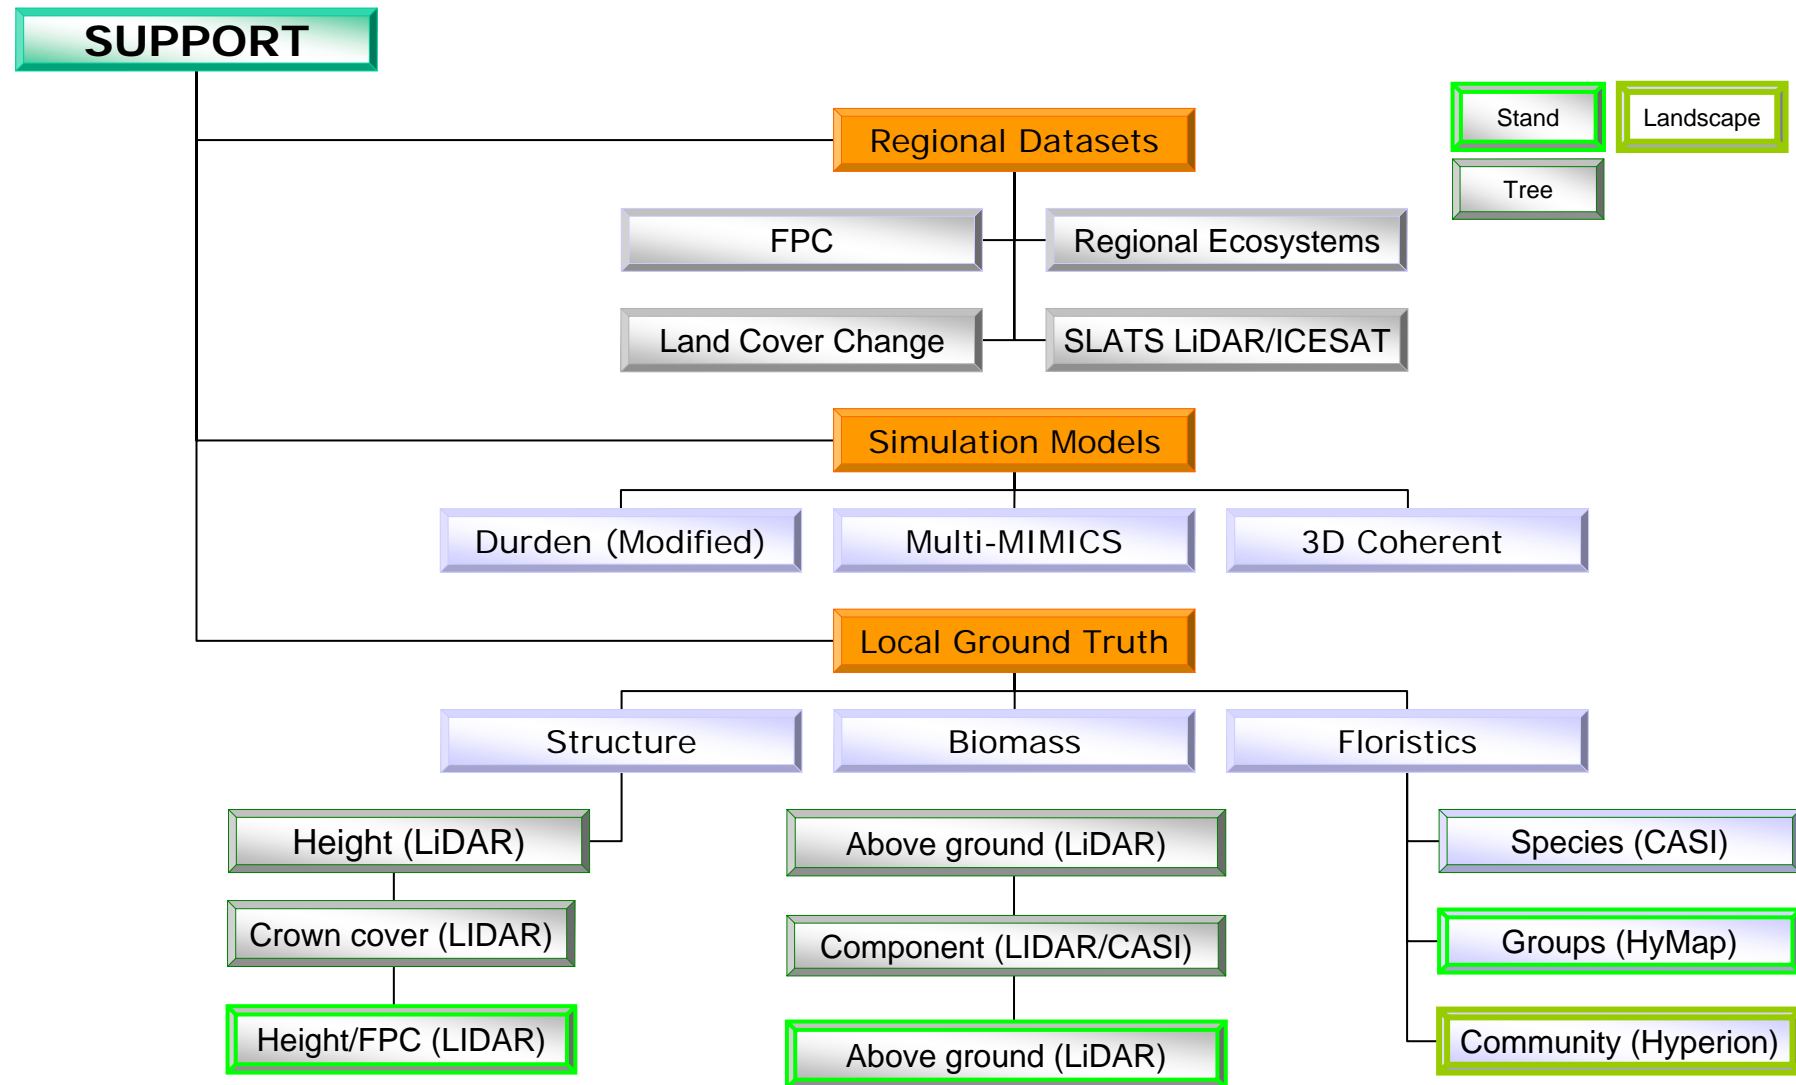 SUPPORT
Stand
Landscape
Tree
Regional Datasets
FPC
Regional Ecosystems
Land Cover Change
SLATS LiDAR/ICESAT
Simulation Models
Durden (Modified)
Multi-MIMICS
3D Coherent
Local Ground Truth
Structure
Biomass
Floristics
Height (LiDAR)
Above ground (LiDAR)
Species (CASI)
Crown cover (LIDAR)
Component (LIDAR/CASI)
Groups (HyMap)
Height/FPC (LIDAR)
Above ground (LiDAR)
Community (Hyperion)